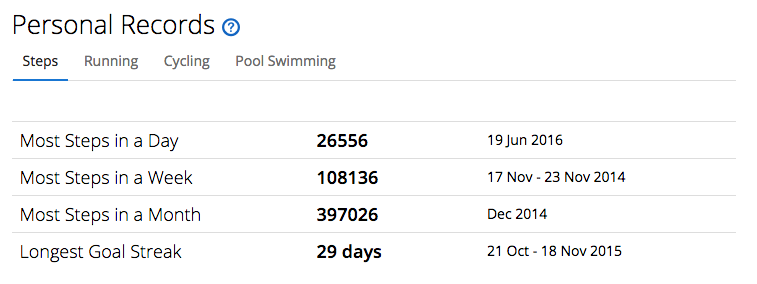 Personal Records ?
Steps Running Cycling Pool Swimming
Most Steps in a Day 26556 19 Jun 2016
Most Steps in a Week 108136 17 Nov - 23 Nov 2014
Most Steps in a Month 397026 Dec 2014
Longest Goal Streak 29 days 21 Oct - 18 Nov 2015